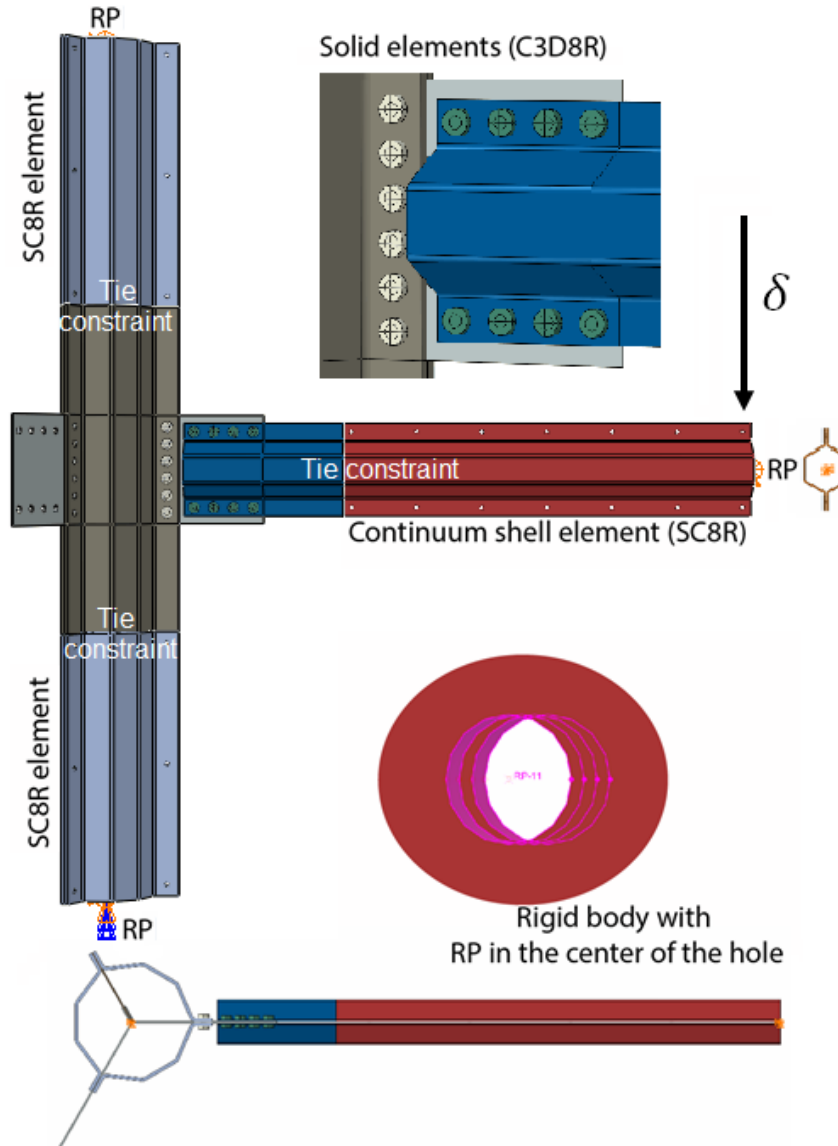 RP
Solid elements (C3D8R)
SC8R element
Tie
constraint
δ
Tie constraint
RP
Continuum shell element (SC8R)
Tie
constraint
SC8R element
RP-11
RP
Rigid body with
RP in the center of the hole